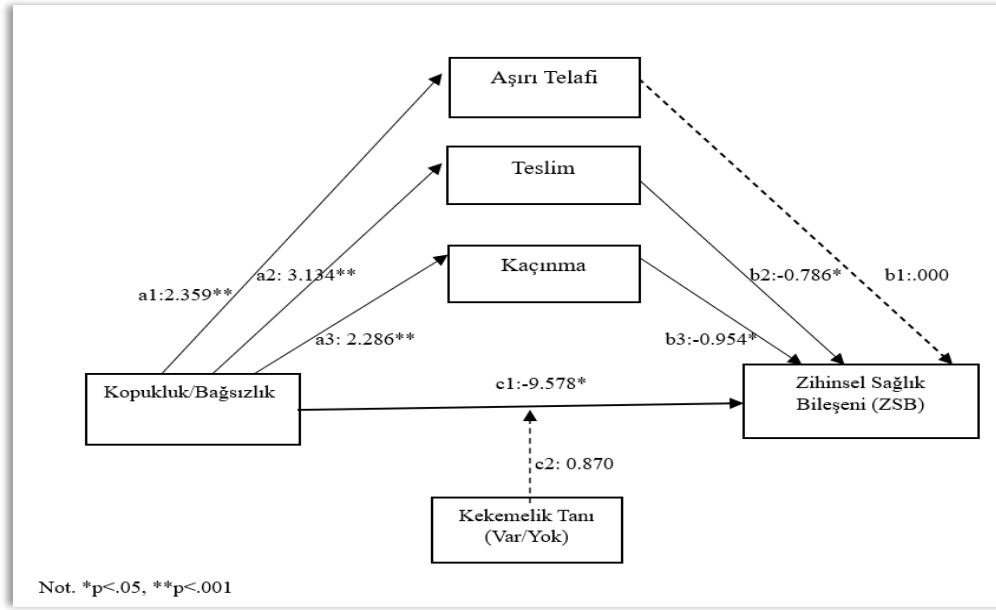 Aşırı Telafi
Teslim
Kaçınma
a1:2.359**
a2: 3.134**
a3: 2.286**
b2:-0.786*
b1:.000
b3:-0.954*
Kopukluk/Bağsızlık
c1:-9.578*
Zihinsel Sağlık
Bileşeni (ZSB)
c2: 0.870
Kekemelik Tanı
(Var/Yok)
Not. *p<.05, **p<.001